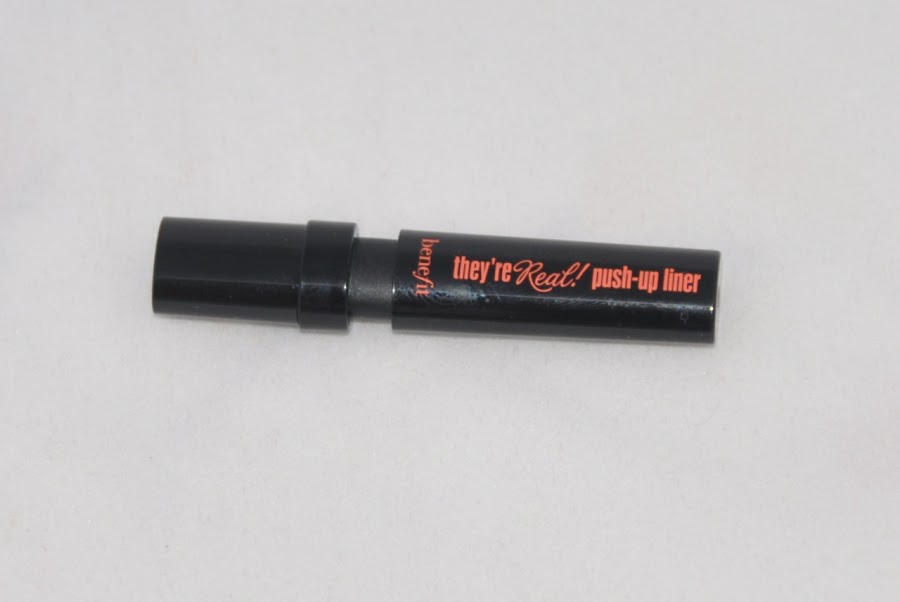 benefit
they're Real! push-up liner